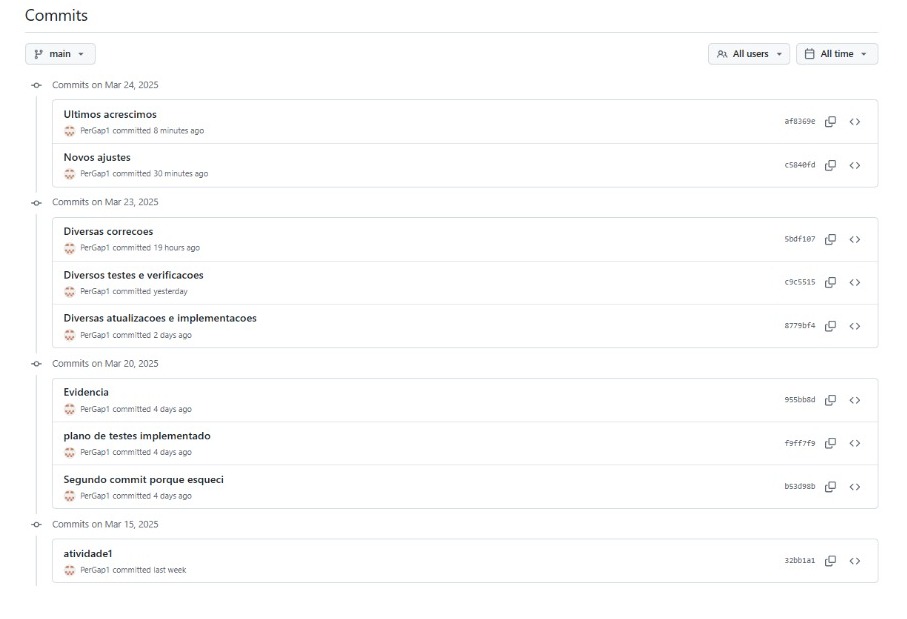 Commits
main
All users
All time
Commits on Mar 24, 2025
Ultimos acrescimos
PerGap1 committed 8 minutes ago
af8369e
Novos ajustes
PerGap1 committed 30 minutes ago
c5840fd
Commits on Mar 23, 2025
Diversas correcoes
PerGap1 committed 19 hours ago
5bdf107
Diversos testes e verificacoes
PerGap1 committed yesterday
c9c5515
Diversas atualizacoes e implementacoes
PerGap1 committed 2 days ago
8779bf4
Commits on Mar 20, 2025
Evidencia
PerGap1 committed 4 days ago
955bb8d
plano de testes implementado
PerGap1 committed 4 days ago
f9ff7f9
Segundo commit porque esqueci
PerGap1 committed 4 days ago
b53d98b
Commits on Mar 15, 2025
atividade1
PerGap1 committed last week
32bb1a1